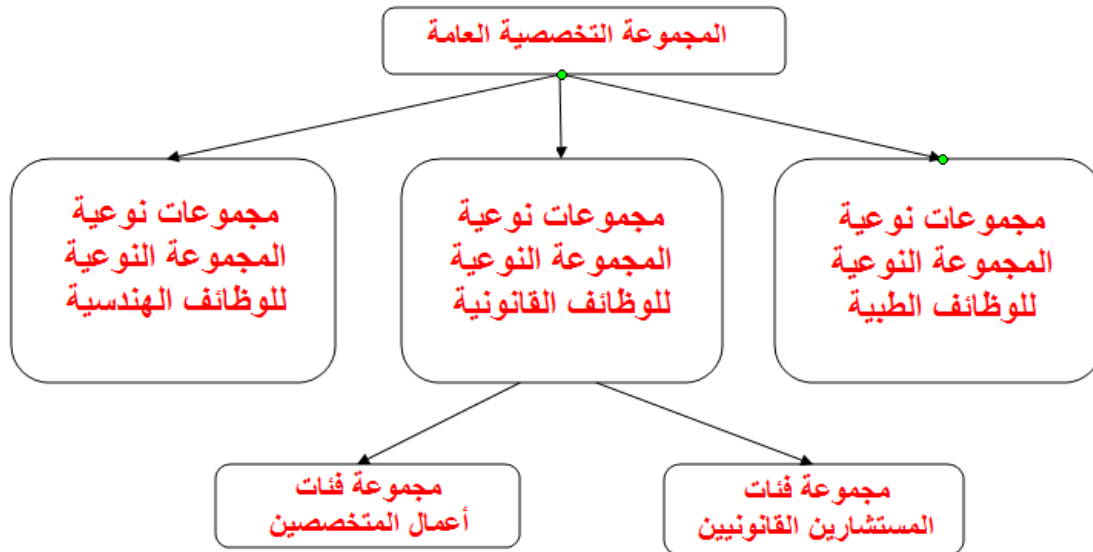 المجموعة التخصصية العامة
مجموعات نوعية
المجموعة النوعية
للوظائف الطبية
مجموعات نوعية
المجموعة النوعية
للوظائف القانونية
مجموعات نوعية
المجموعة النوعية
للوظائف الهندسية
مجموعة فئات
المستشارين القانونيين
مجموعة فئات
أعمال المتخصصين